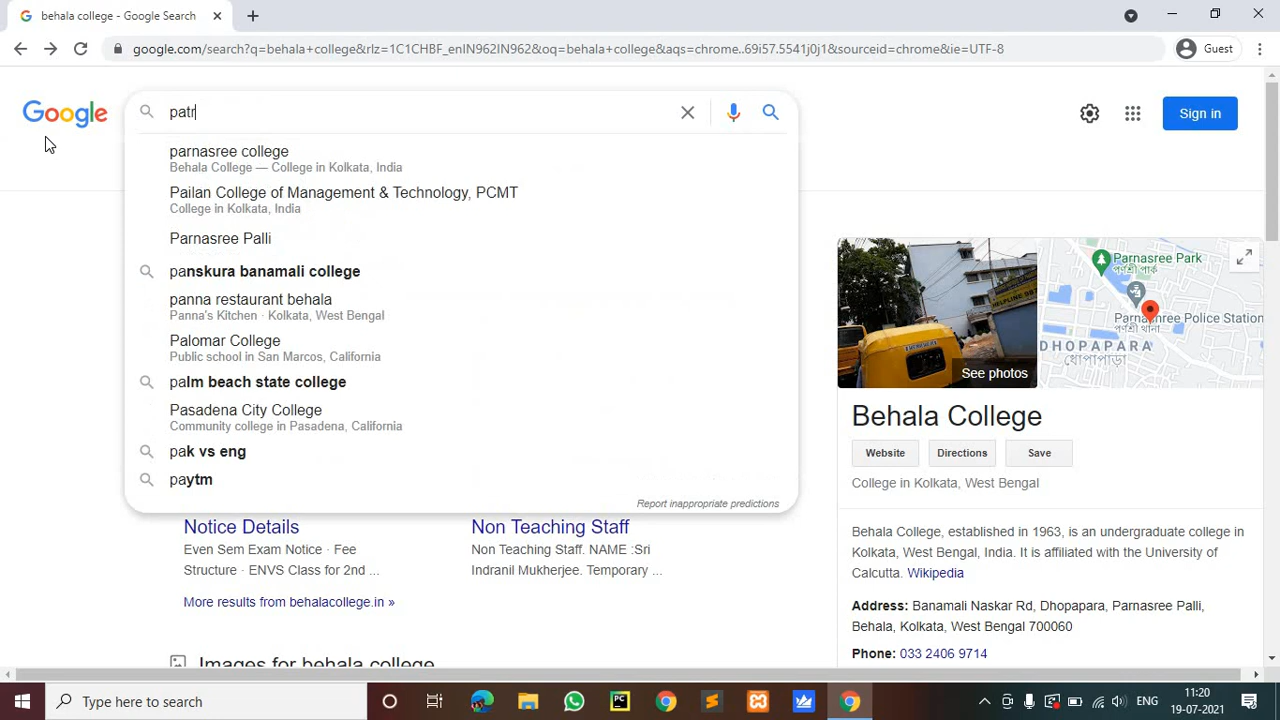 behala college - Google Search
google.com/search?q=behala+college&rlz=1C1CHBF_enIN962IN962&oq=behala+college&aqs=chrome..69i57.5541j0j1&sourceid=chrome&ie=UTF-8
Guest
Google
patr
Sign in
parnasree college
Behala College — College in Kolkata, India
Pailan College of Management & Technology, PCMT
College in Kolkata, India
Parnasree Palli
panskura banamali college
panna restaurant behala
Panna's Kitchen · Kolkata, West Bengal
Palomar College
Public school in San Marcos, California
palm beach state college
Pasadena City College
Community college in Pasadena, California
pak vs eng
paytm
Report inappropriate predictions
Notice Details
Even Sem Exam Notice · Fee
Structure · ENVS Class for 2nd ...
Non Teaching Staff
Non Teaching Staff. NAME :Sri
Indranil Mukherjee. Temporary ...
More results from behalacollege.in »
Images for behala college
HELPLINE
See photos
Parnasree Park
পর্ণশ্রী পার্ক
Parnasree Police Station
পর্ণশ্রী থানা
DHOPAPARA
ধোপাপাড়া
Behala College
Website
Directions
Save
College in Kolkata, West Bengal
Behala College, established in 1963, is an undergraduate college in
Kolkata, West Bengal, India. It is affiliated with the University of
Calcutta. Wikipedia
Address: Banamali Naskar Rd, Dhopapara, Parnasree Palli,
Behala, Kolkata, West Bengal 700060
Phone: 033 2406 9714
Type here to search
PC
ENG
11:20
19-07-2021